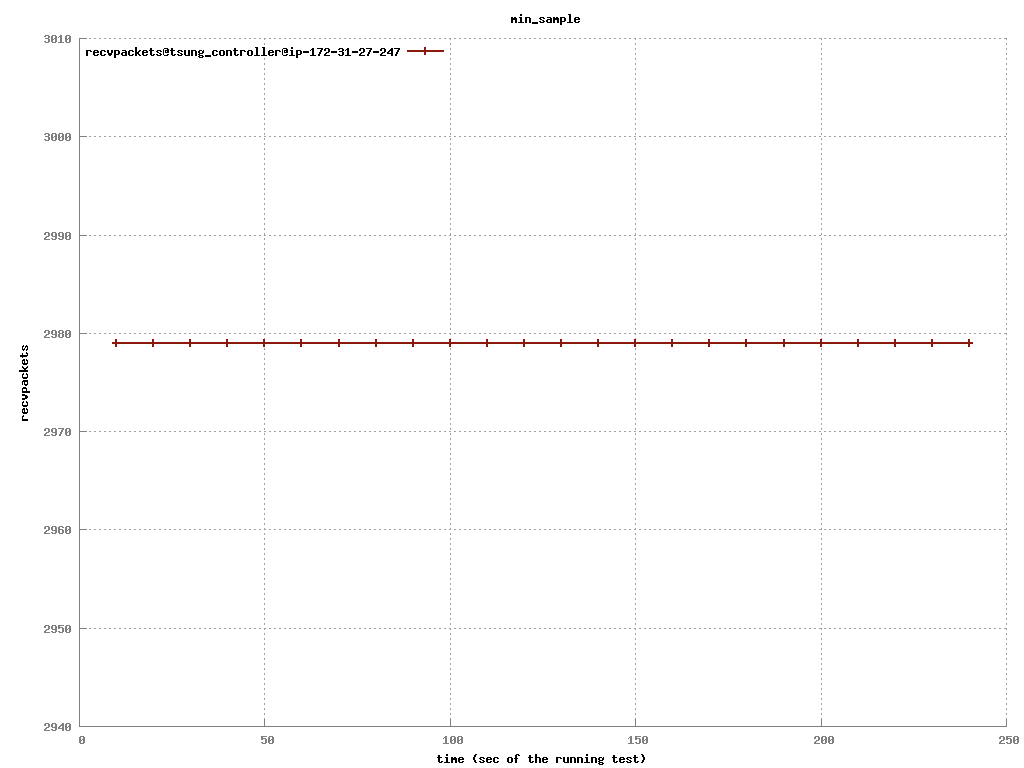 min_sample
recvpackets@tsung_controller@ip-172-31-27-247
3010
3000
2990
2980
2970
2960
2950
2940
recvpackets
0 50 100 150 200 250
time (sec of the running test)